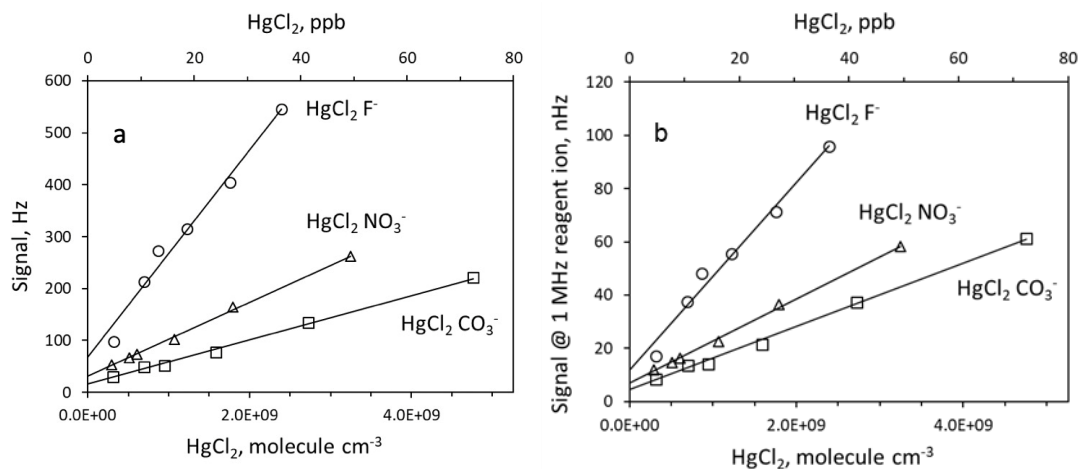 HgCl₂, ppb
0 20 40 60 80
600
500
400
300
200
100
0
Signal, Hz
a
HgCl₂ F⁻
HgCl₂ NO₃⁻
HgCl₂ CO₃⁻
0.0E+00 2.0E+09 4.0E+09
HgCl₂, molecule cm⁻³
HgCl₂, ppb
0 20 40 60 80
120
100
80
60
40
20
0
Signal @ 1 MHz reagent ion, nHz
b
HgCl₂ F⁻
HgCl₂ NO₃⁻
HgCl₂ CO₃⁻
0.0E+00 2.0E+09 4.0E+09
HgCl₂, molecule cm⁻³